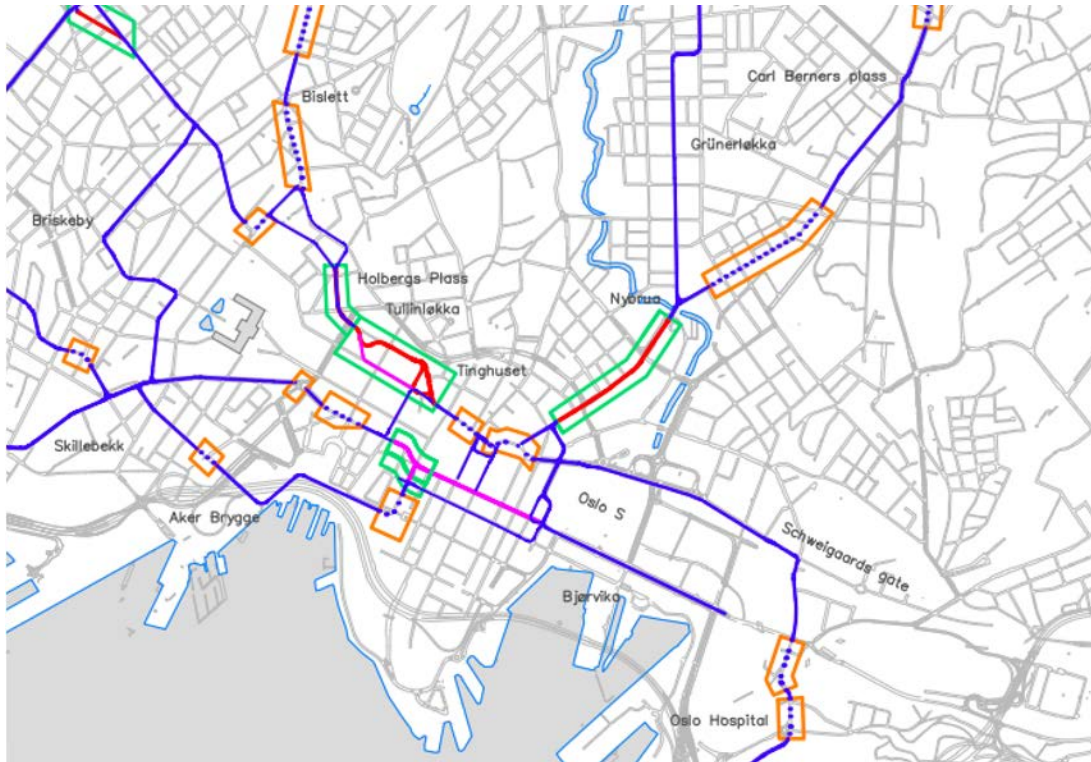 Carl Berners plass
Bislett
Grünerløkka
Briskeby
Holbergs Plass
Tullinløkka
Nybrua
Tinghuset
Skillebekk
Oslo S
Aker Brygge
Schweigaards gate
Bjørvika
Oslo Hospital